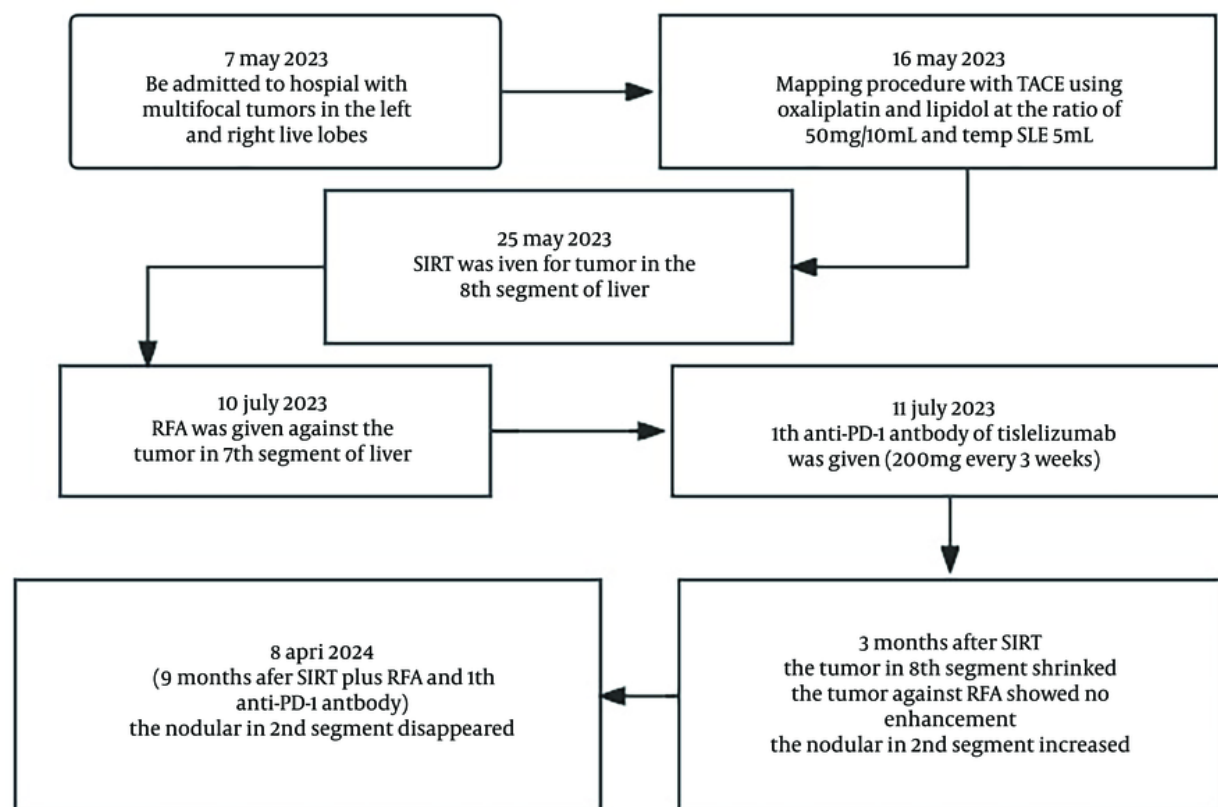 7 may 2023
Be admitted to hospial with
multifocal tumors in the left
and right live lobes
16 may 2023
Mapping procedure with TACE using
oxaliplatin and lipidol at the ratio of
50mg/10mL and temp SLE 5mL
25 may 2023
SIRT was iven for tumor in the
8th segment of liver
10 july 2023
RFA was given against the
tumor in 7th segment of liver
11 july 2023
1th anti-PD-1 antbody of tislelizumab
was given (200mg every 3 weeks)
3 months after SIRT
the tumor in 8th segment shrinked
the tumor against RFA showed no
enhancement
the nodular in 2nd segment increased
8 apri 2024
(9 months afer SIRT plus RFA and 1th
anti-PD-1 antbody)
the nodular in 2nd segment disappeared